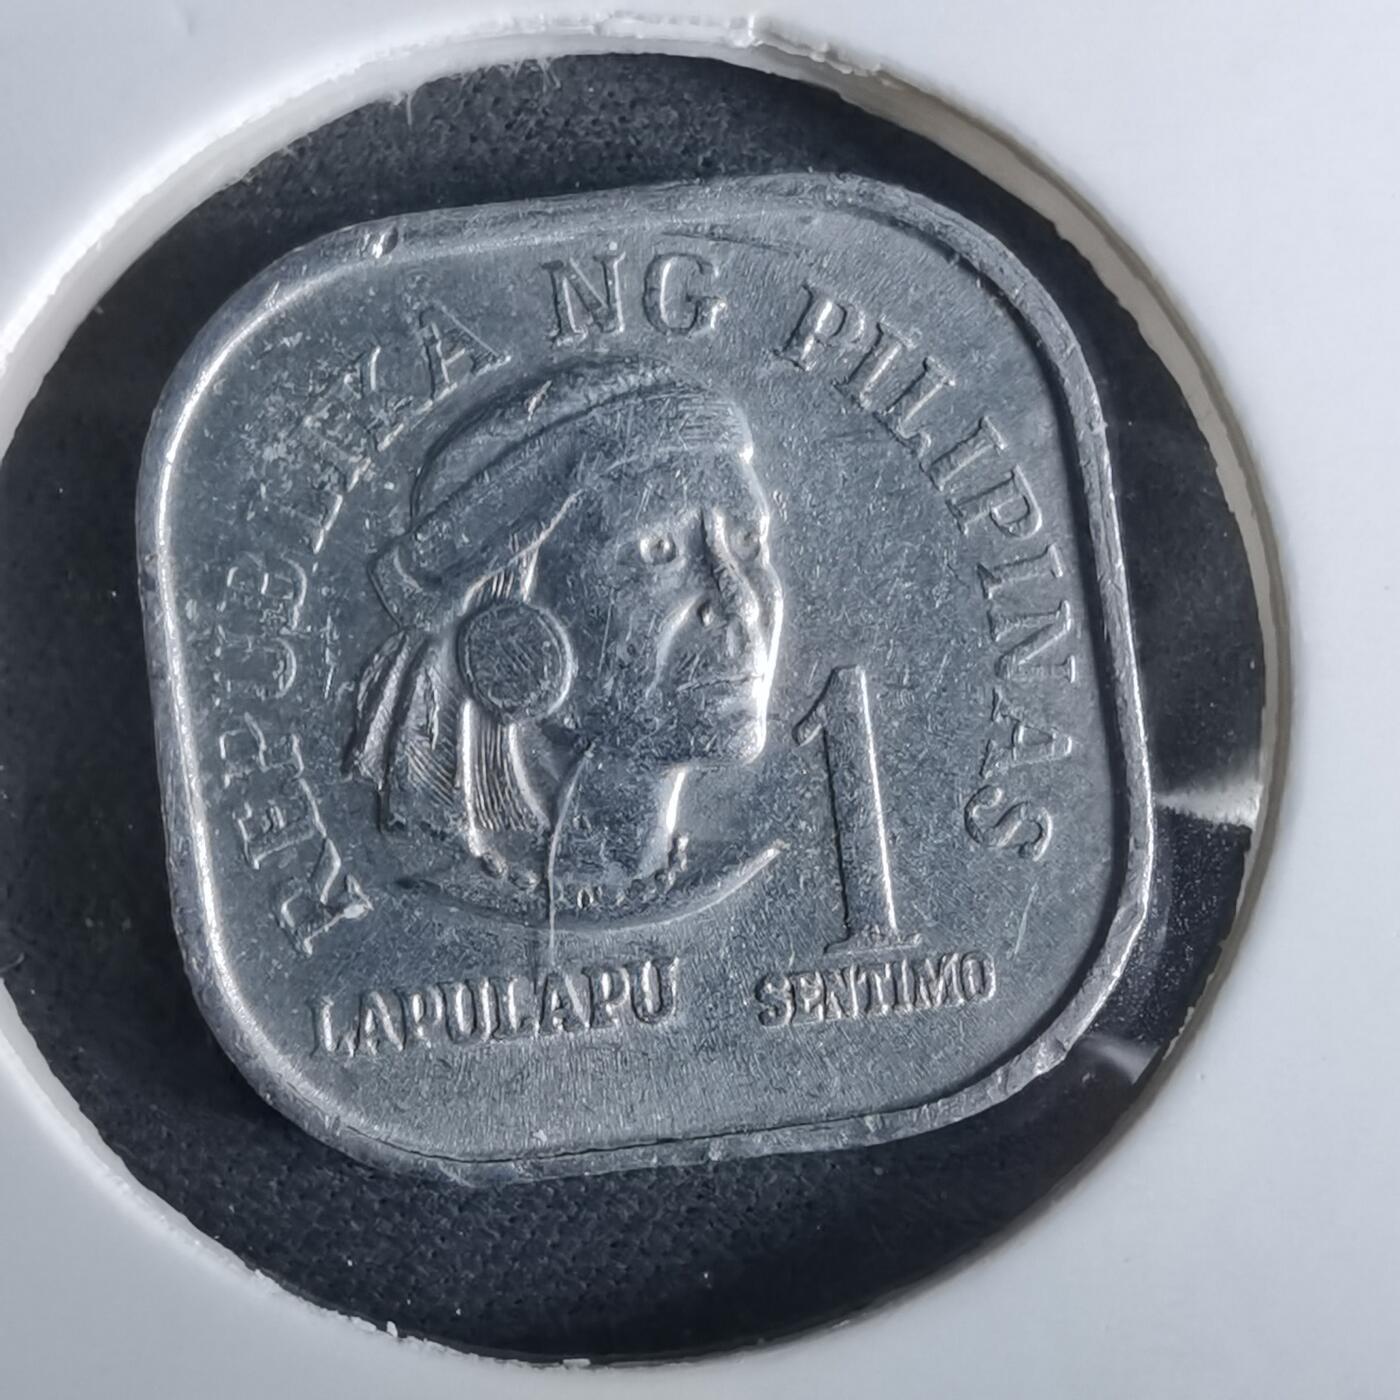 REPUBLIKA NG PILIPINAS
1
LAPULAPU SENTIMO